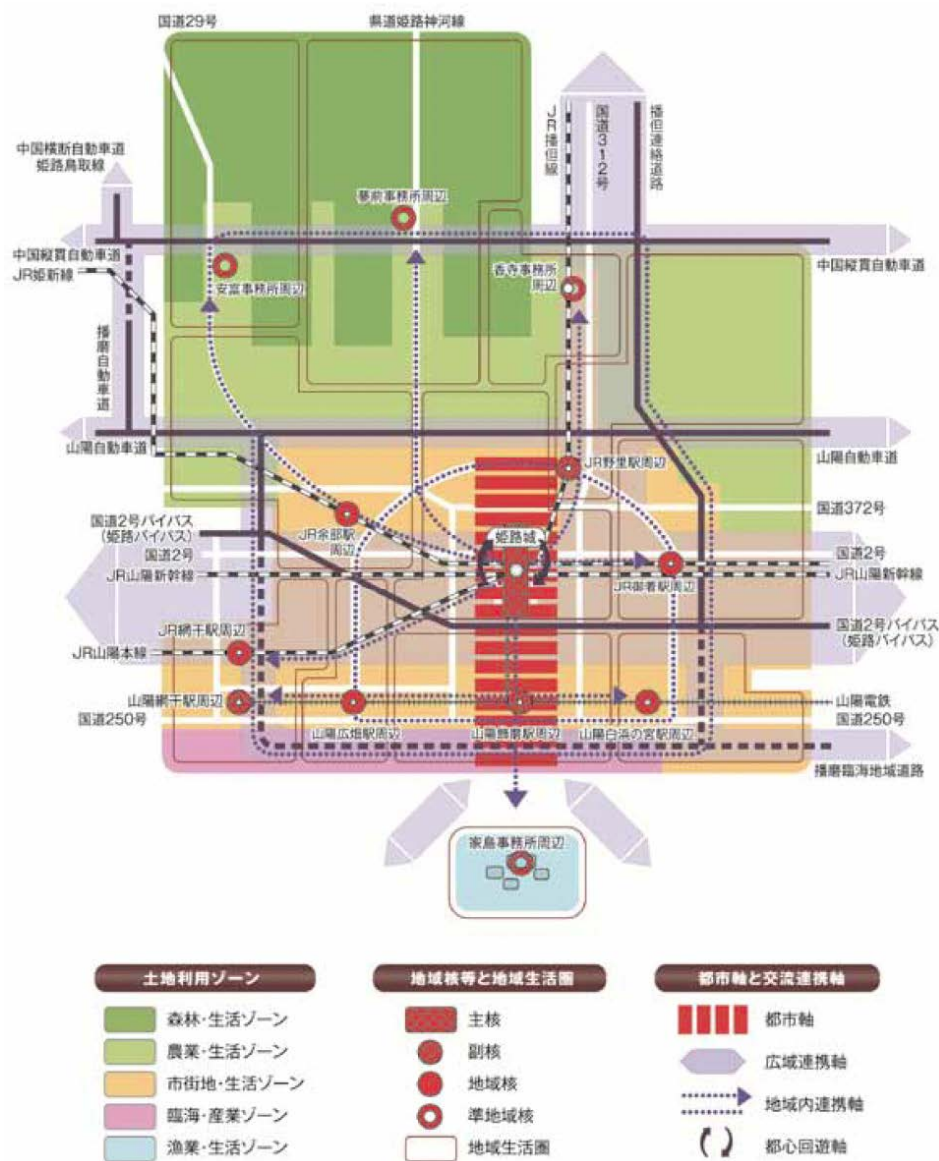 国道29号
県道姫路神河線
JR播但線
国道312号
播但連絡道路
中国横断自動車道
姫路鳥取線
夢前事務所周辺
中国縦貫自動車道
JR姫新線
安富事務所周辺
香寺事務所
周辺
中国縦貫自動車道
播磨自動車道
山陽自動車道
山陽自動車道
JR野里駅周辺
国道372号
国道2号バイパス
(姫路バイパス)
JR余部駅
周辺
姫路城
国道2号
国道2号
JR山陽新幹線
JR御着駅周辺
JR山陽新幹線
JR網干駅周辺
国道2号バイパス
(姫路バイパス)
JR山陽本線
山陽網干駅周辺
山陽電鉄
国道250号
山陽広畑駅周辺
山陽飾磨駅周辺
山陽白浜の宮駅周辺
国道250号
播磨臨海地域道路
家島事務所周辺
土地利用ゾーン
森林・生活ゾーン
農業・生活ゾーン
市街地・生活ゾーン
臨海・産業ゾーン
漁業・生活ゾーン
地域核等と地域生活圏
主核
副核
地域核
準地域核
地域生活圏
都市軸と交流連携軸
都市軸
広域連携軸
地域内連携軸
都心回遊軸